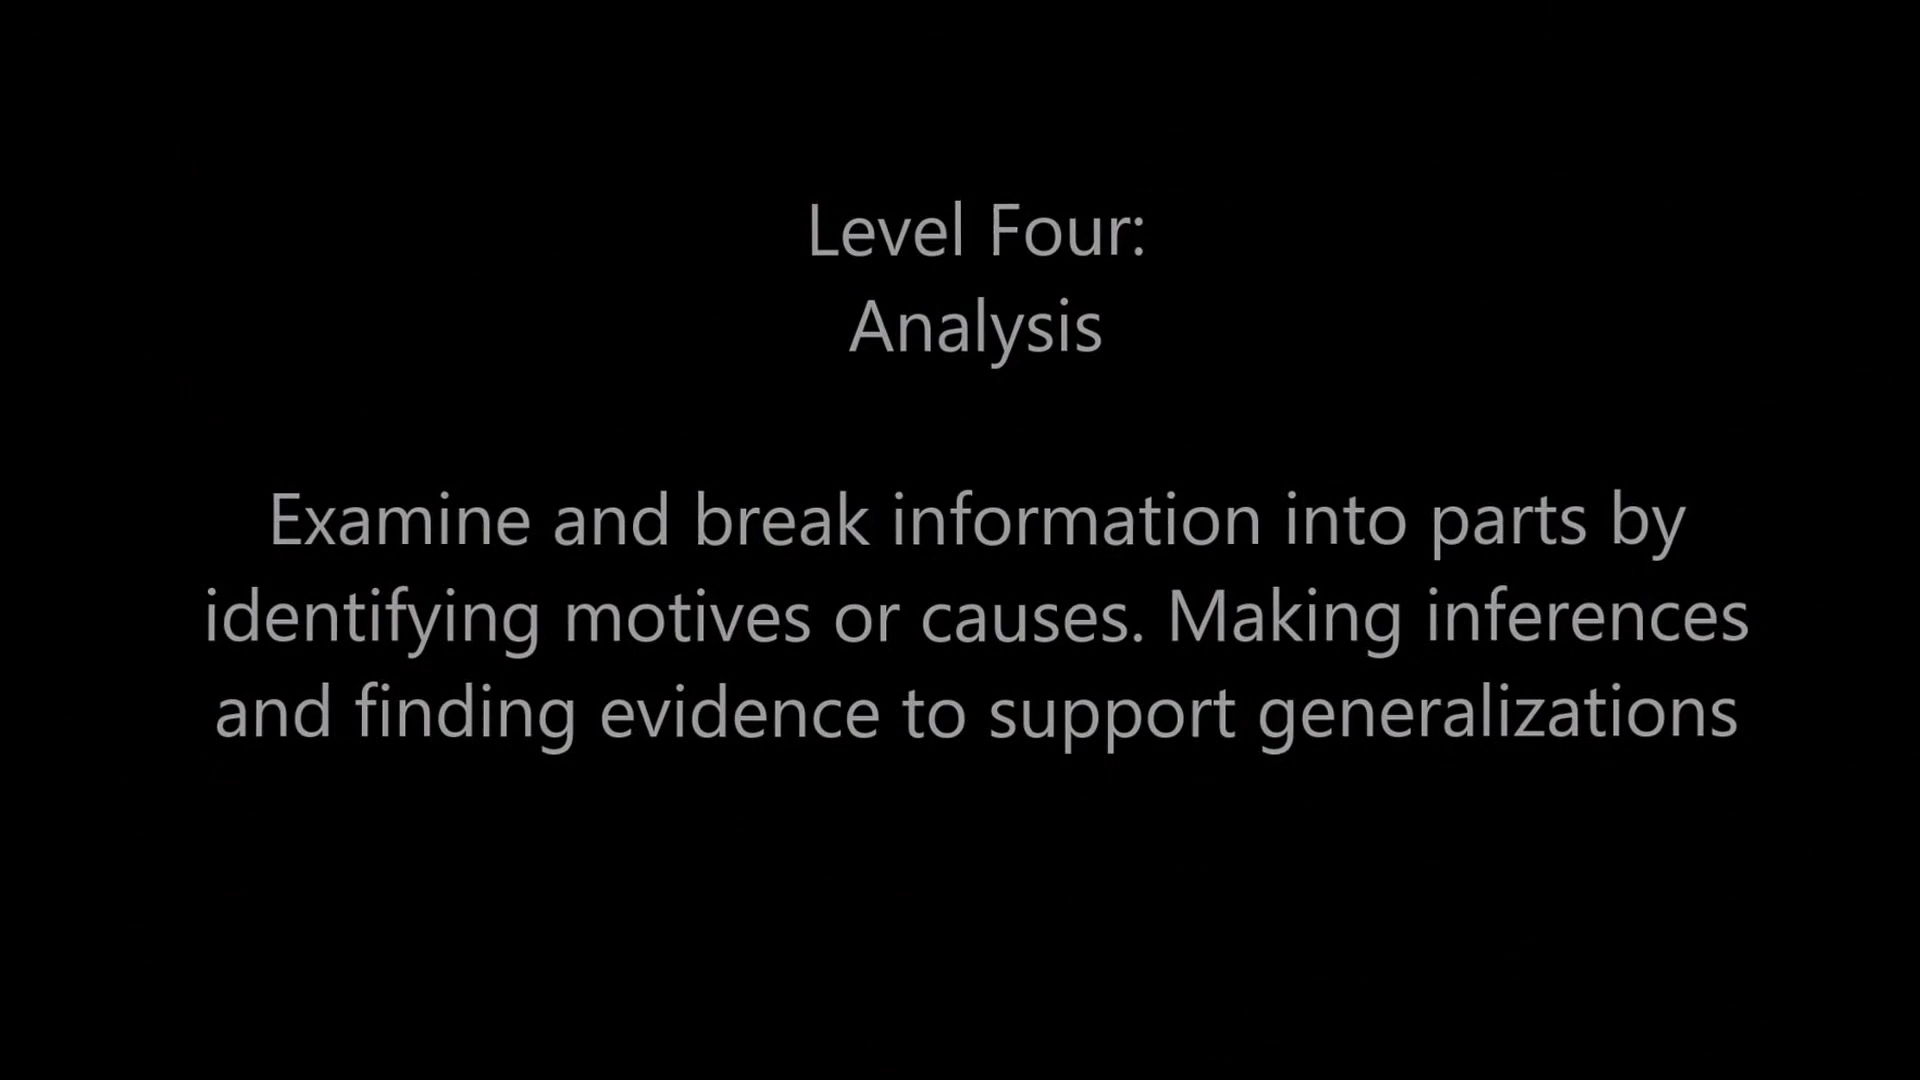 Level Four:
Analysis
Examine and break information into parts by
identifying motives or causes. Making inferences
and finding evidence to support generalizations